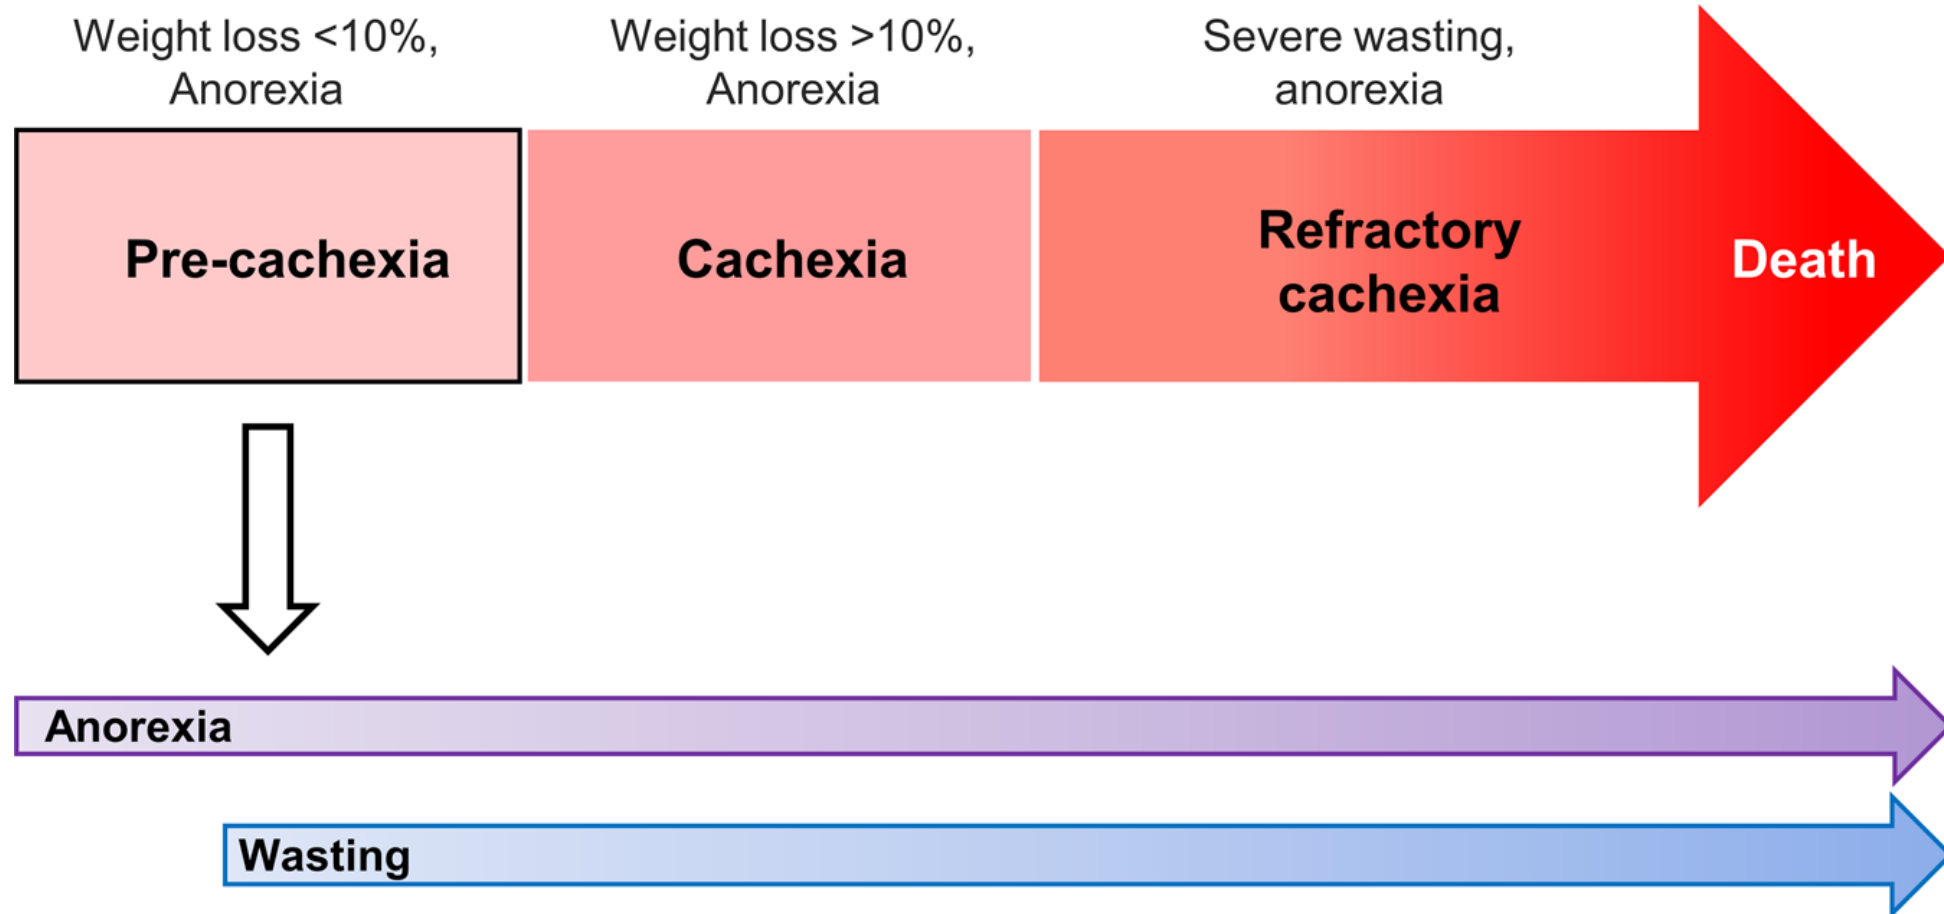 Weight loss <10%,
Anorexia
Weight loss >10%,
Anorexia
Severe wasting,
anorexia
Pre-cachexia
Cachexia
Refractory
cachexia
Death
Anorexia
Wasting